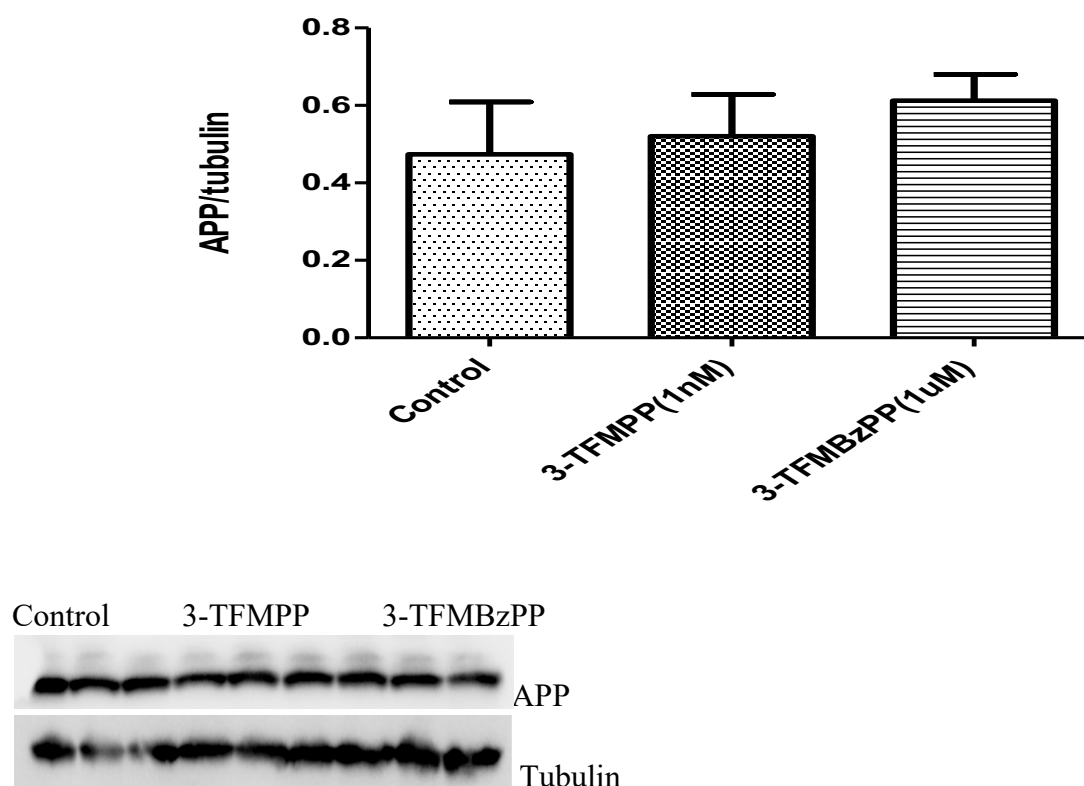 0.8
0.6
0.4
0.2
0.0
APP/tubulin
Control
3-TFMPP(1nM)
3-TFMBzPP(1uM)
Control 3-TFMPP 3-TFMBzPP
APP
Tubulin